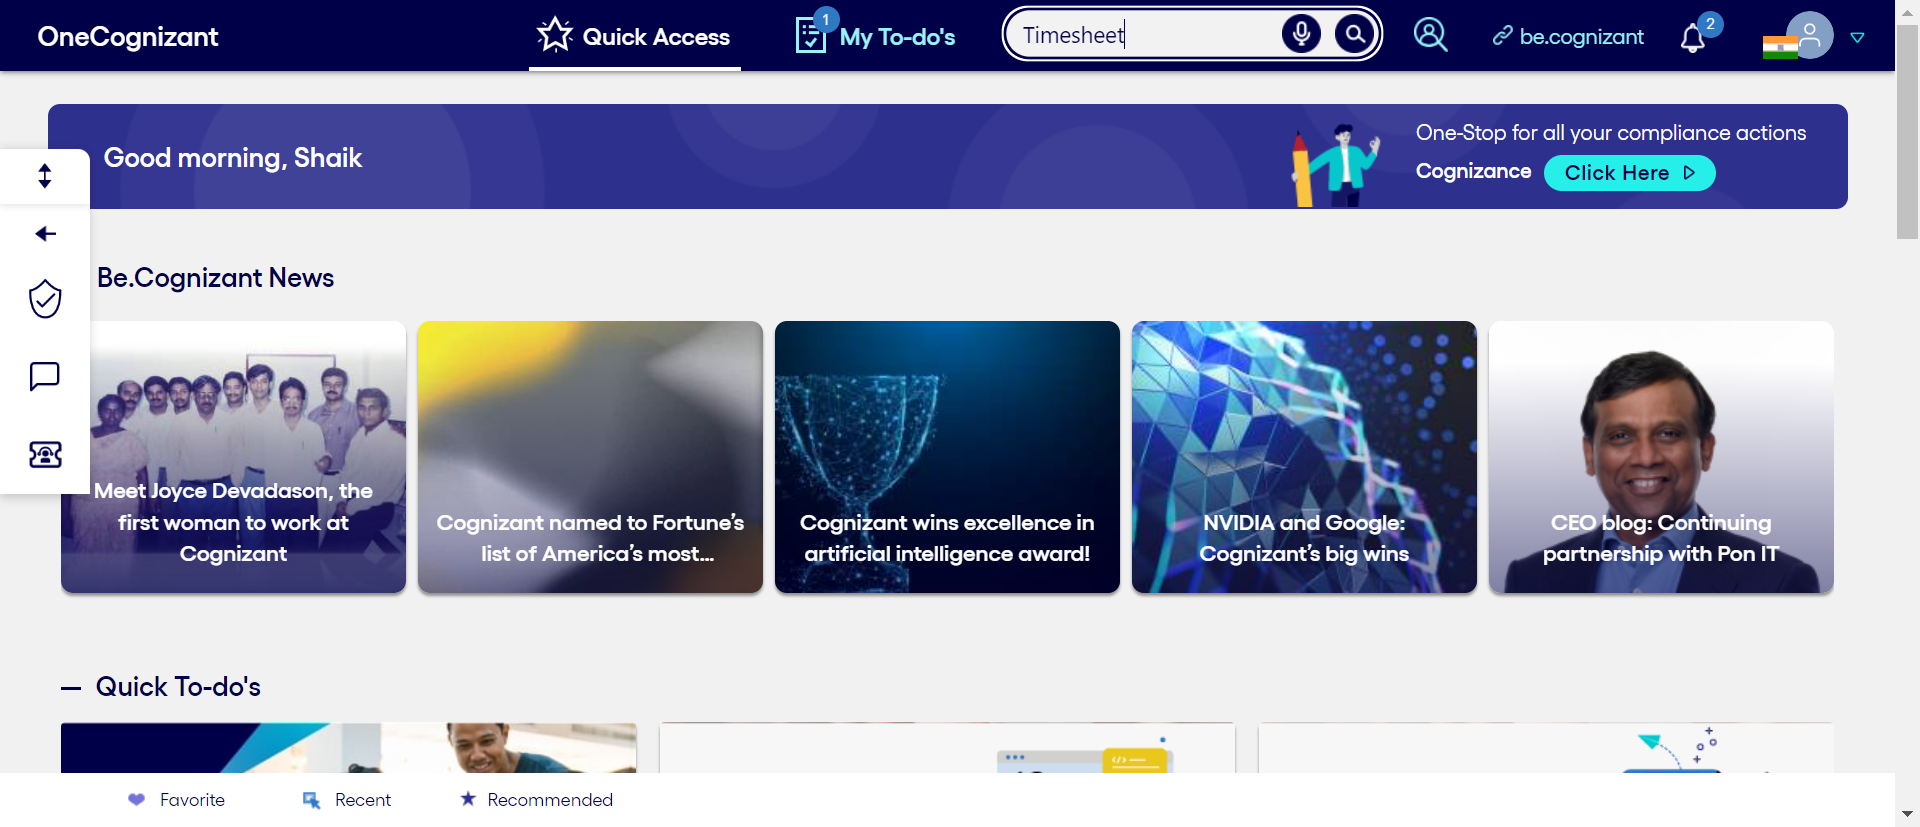 OneCognizant
Quick Access
1
My To-do's
Timesheet
be.cognizant
2
Good morning, Shaik
One-Stop for all your compliance actions
Cognizance
Click Here
Be.Cognizant News
Meet Joyce Devadason, the
first woman to work at
Cognizant
Cognizant named to Fortune’s
list of America’s most...
Cognizant wins excellence in
artificial intelligence award!
NVIDIA and Google:
Cognizant’s big wins
CEO blog: Continuing
partnership with Pon IT
Quick To-do's
</>
Favorite
Recent
Recommended